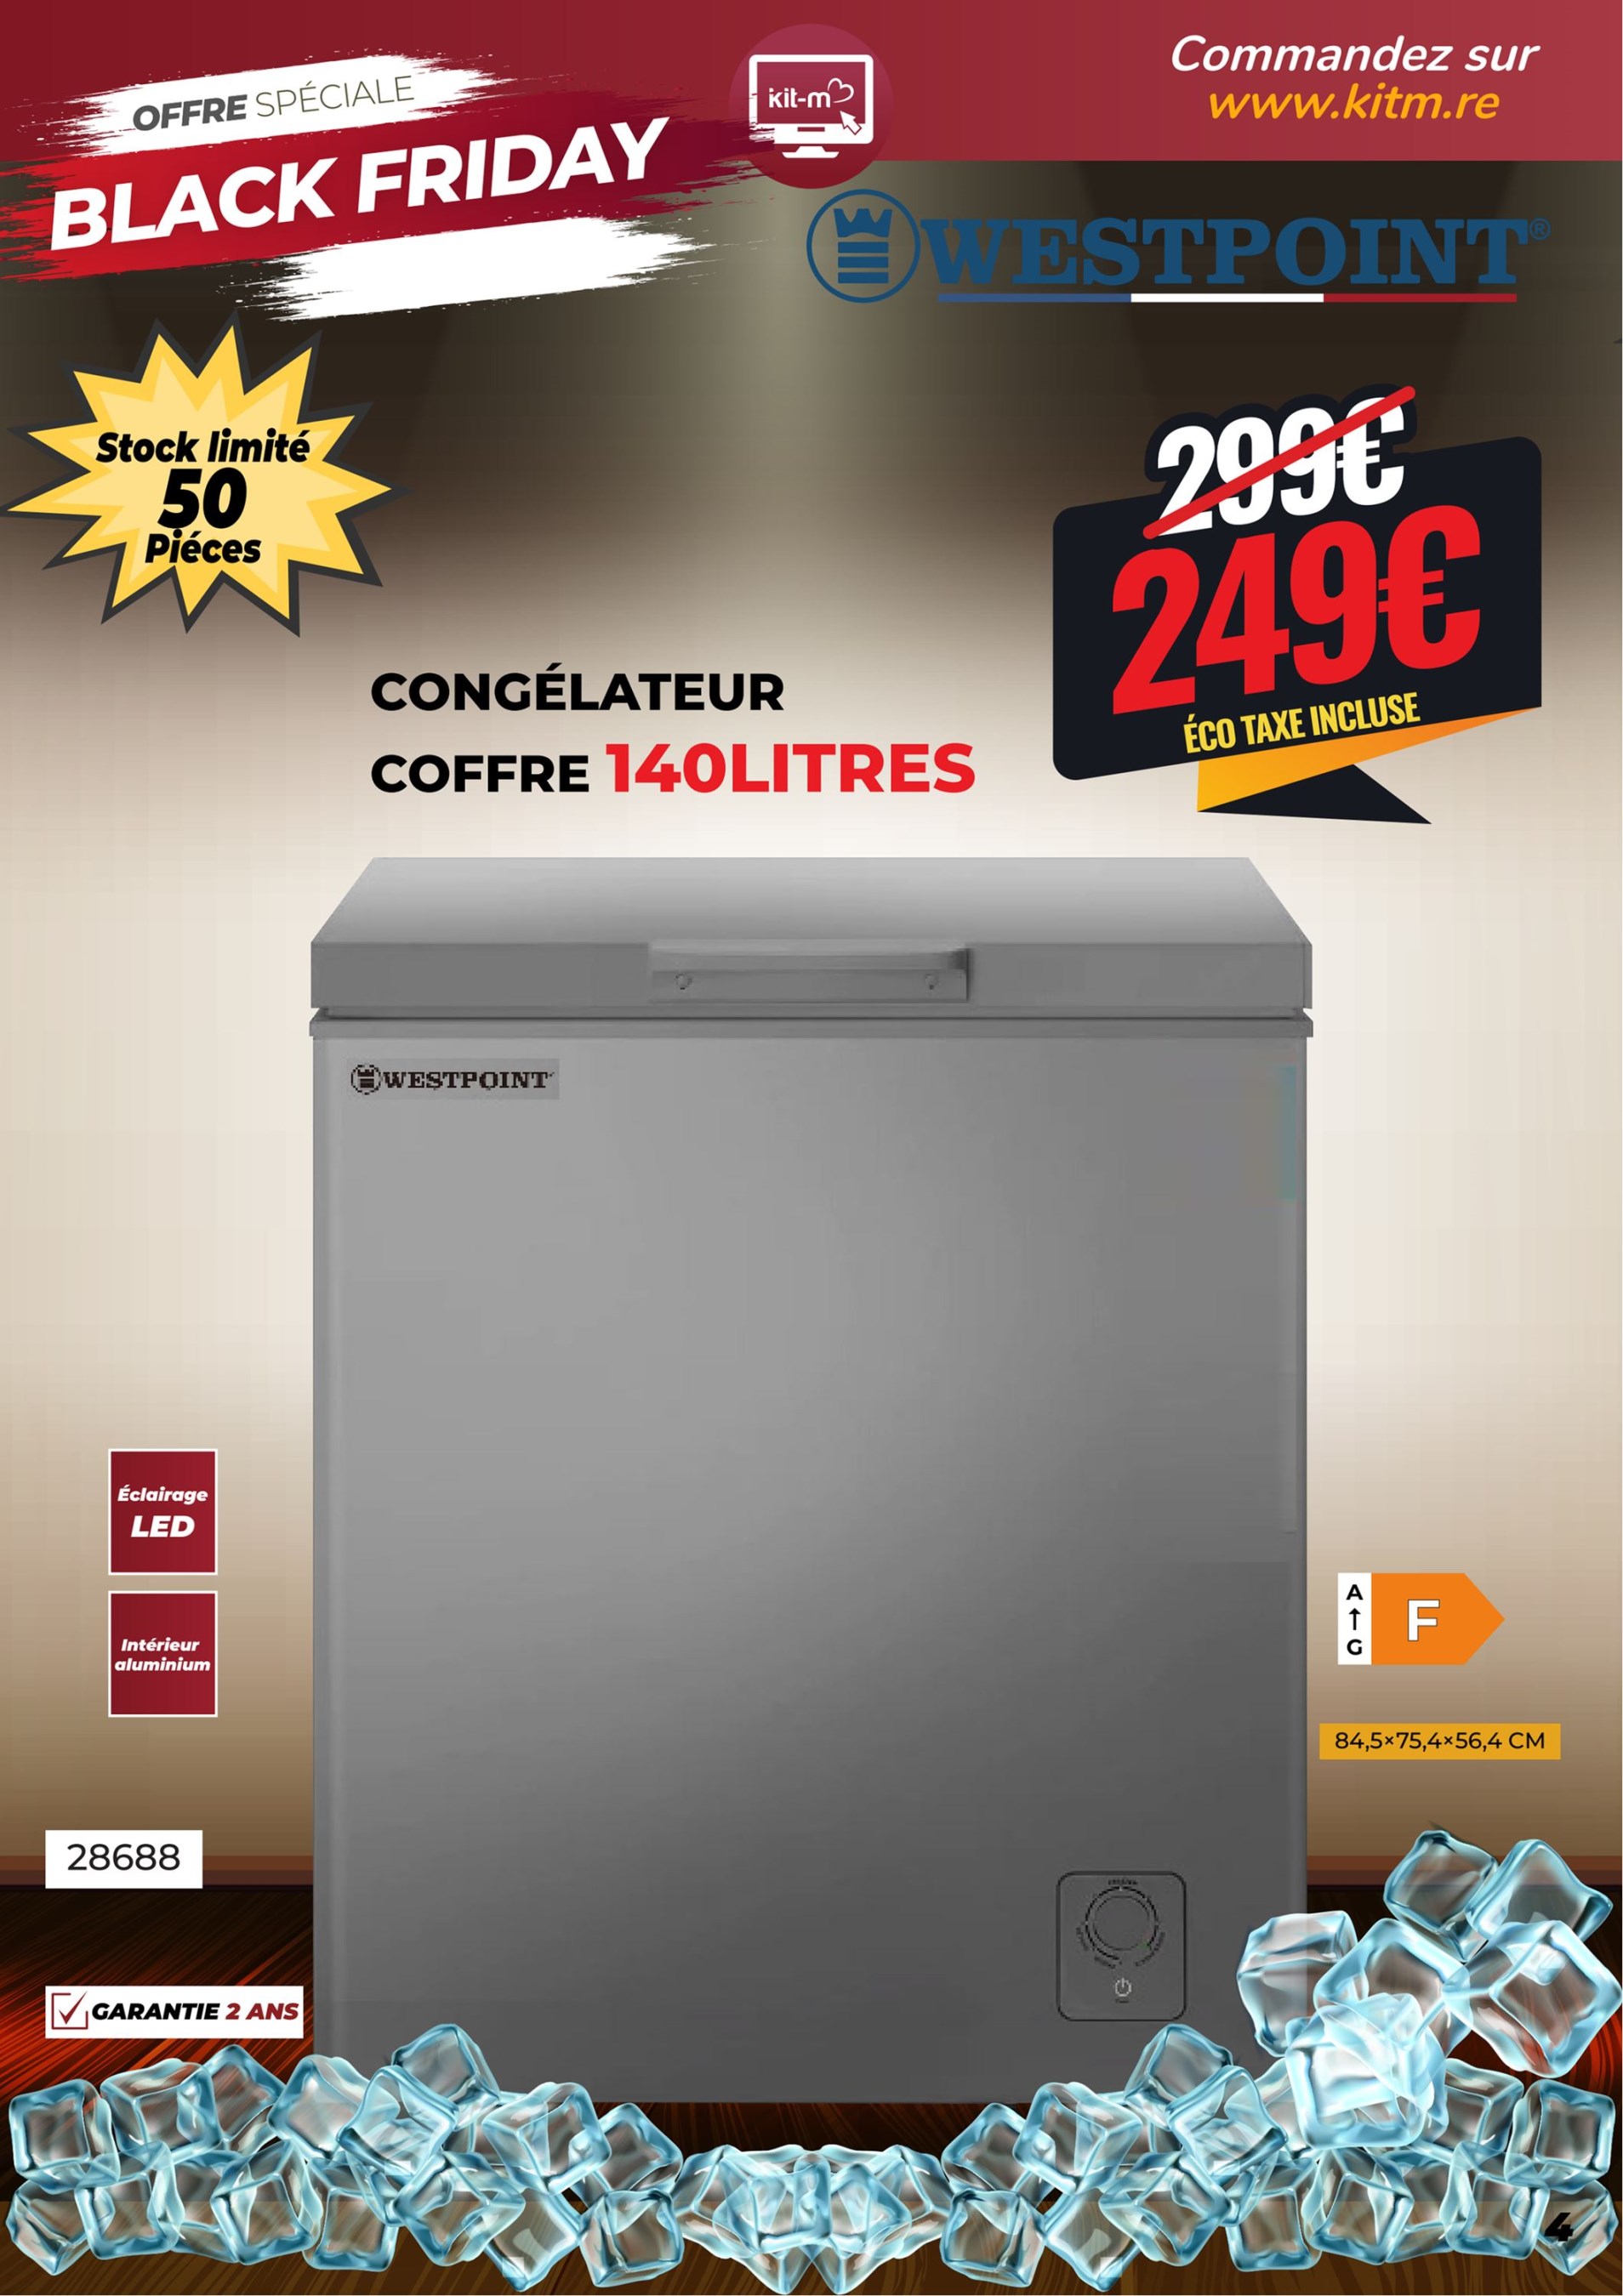 OFFRE SPÉCIALE
BLACK FRIDAY
kit-m
Commandez sur
www.kitm.re
WESTPOINT®
Stock limité
50
Piéces
299€
249€
ÉCO TAXE INCLUSE
CONGÉLATEUR
COFFRE 140LITRES
WESTPOINT
Éclairage
LED
Intérieur
aluminium
A
↑
G
F
84,5×75,4×56,4 CM
28688
GARANTIE 2 ANS
4